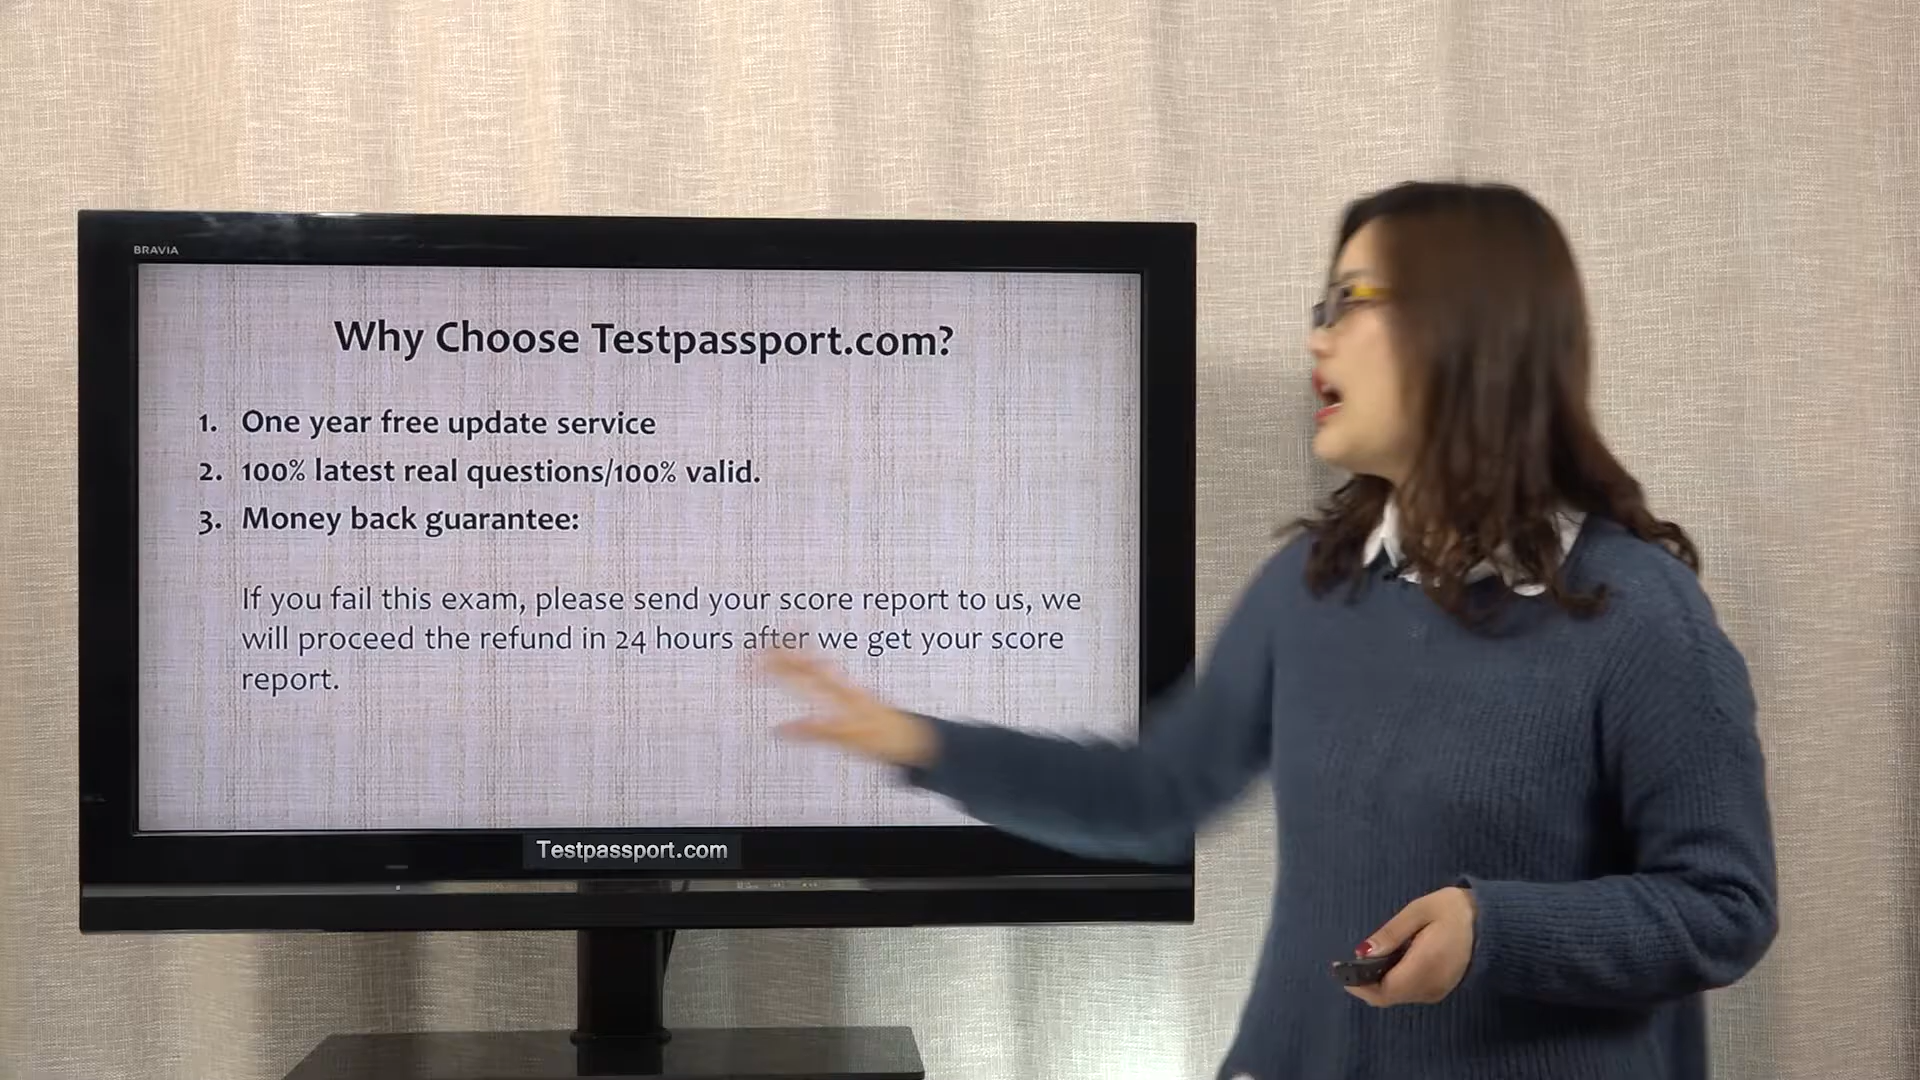 BRAVIA
Why Choose Testpassport.com?
1. One year free update service
2. 100% latest real questions/100% valid.
3. Money back guarantee:
If you fail this exam, please send your score report to us, we
will proceed the refund in 24 hours after we get your score
report.
Testpassport.com